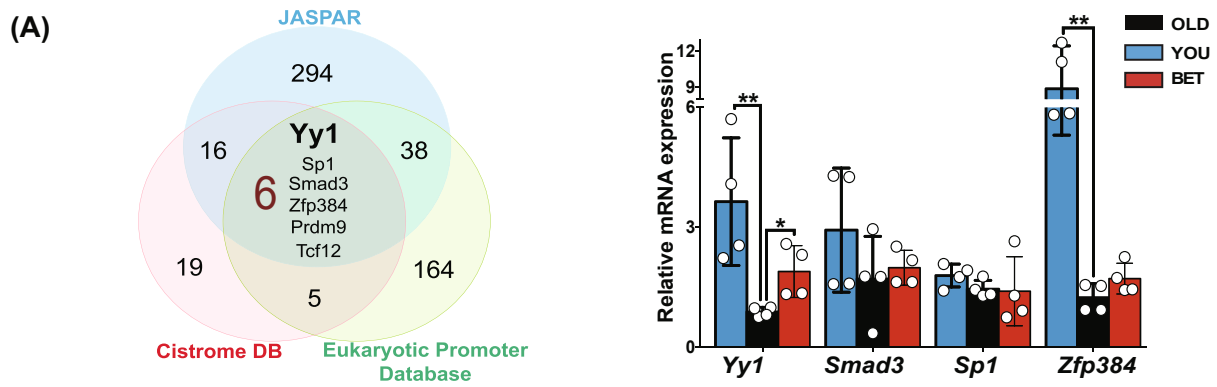 (A)
JASPAR
294
16
Yy1
38
6
Sp1
Smad3
Zfp384
Prdm9
Tcf12
19
164
5
Cistrome DB
Eukaryotic Promoter
Database
Relative mRNA expression
12
9
6
3
0
**
*
**
Yy1
Smad3
Sp1
Zfp384
OLD
YOU
BET